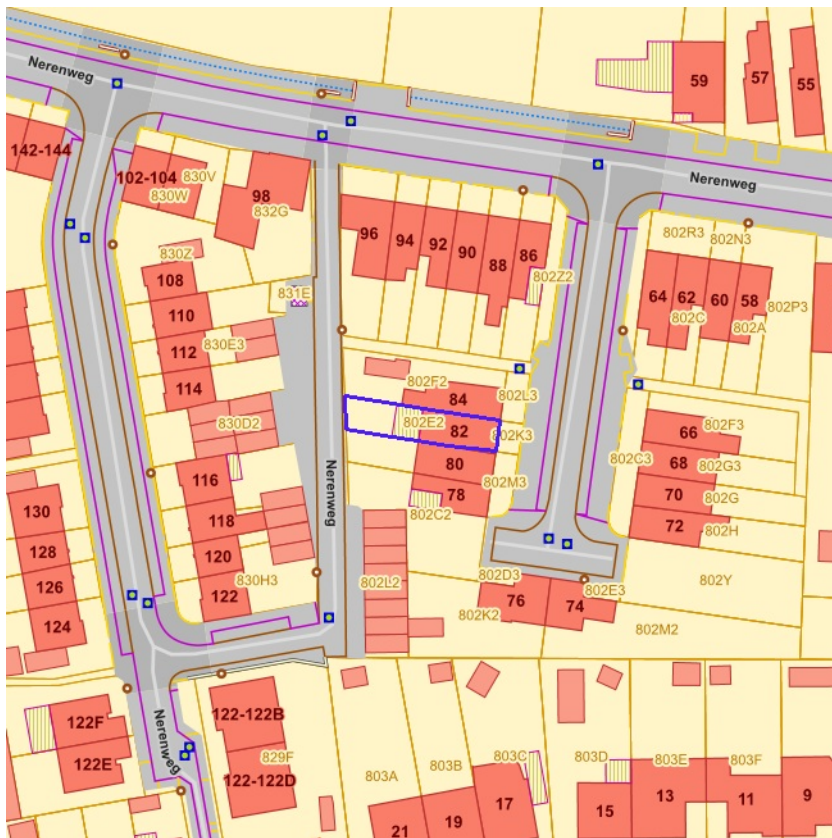 Nerenweg
59
57
55
142-144
102-104
830V
830W
98
832G
Nerenweg
96
94
92
90
88
86
802Z2
802R3
802N3
830Z
108
831E
110
64
62
60
58
802P3
802C
802A
112
830E3
114
802F2
84
802L3
802E2
82
802K3
830D2
66
802F3
80
802M3
802C3
68
802G3
116
78
70
802G
130
Nerenweg
118
802C2
72
802H
128
120
126
830H3
802L2
802D3
802E3
802Y
122
124
76
74
802K2
802M2
122F
122-122B
Nerenweg
122E
829F
803A
803B
803C
803D
803E
803F
122-122D
17
15
13
11
9
21
19